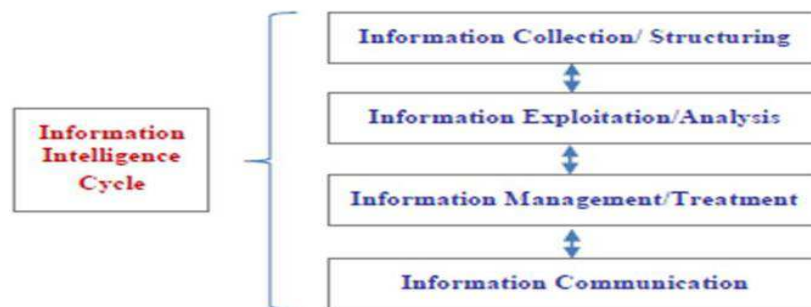 Information Collection/ Structuring
Information Exploitation/Analysis
Information
Intelligence
Cycle
Information Management/Treatment
Information Communication